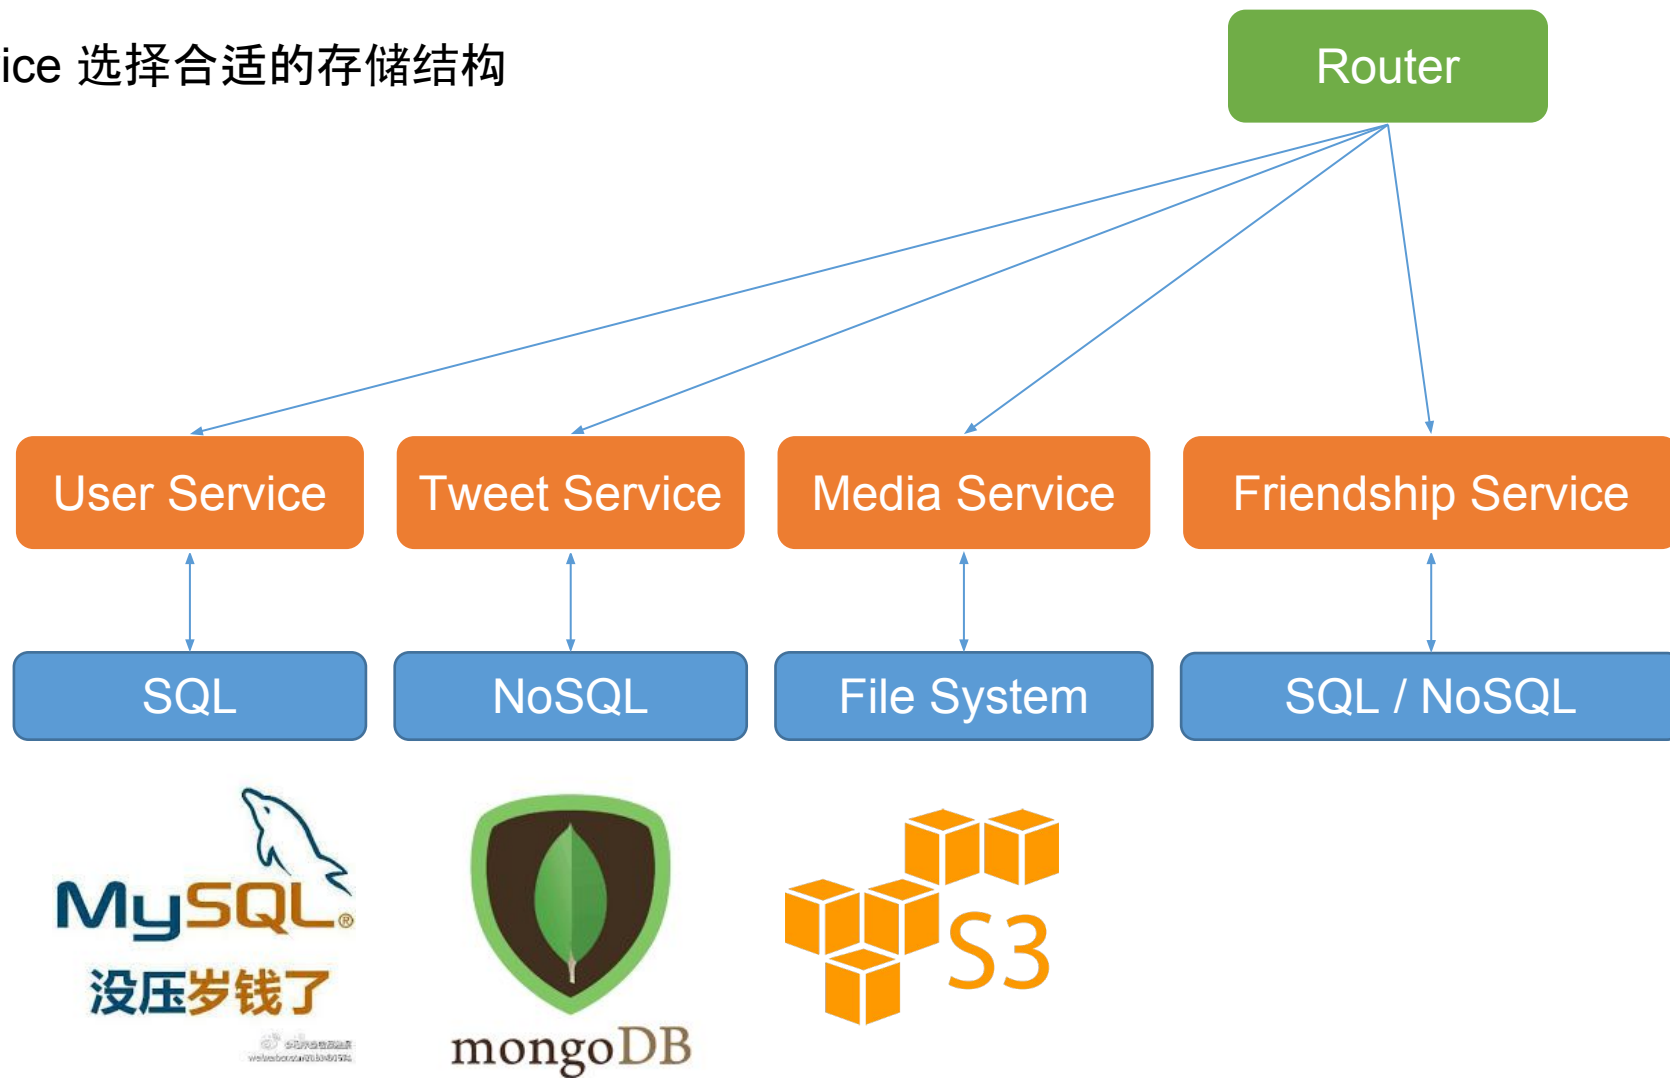 ice 选择合适的存储结构
Router
User Service
Tweet Service
Media Service
Friendship Service
SQL
NoSQL
File System
SQL / NoSQL
MySQL®
没压岁钱了
mongoDB
S3